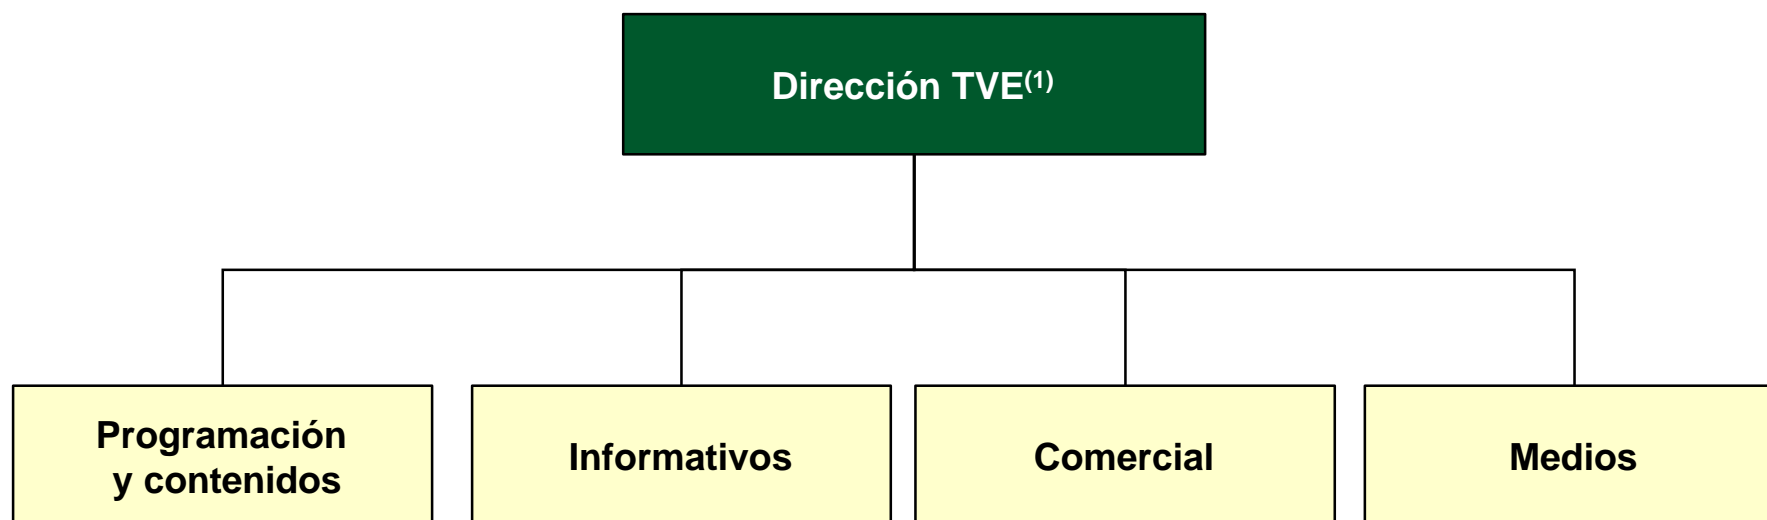 Dirección TVE(1)
Programación
y contenidos
Informativos
Comercial
Medios